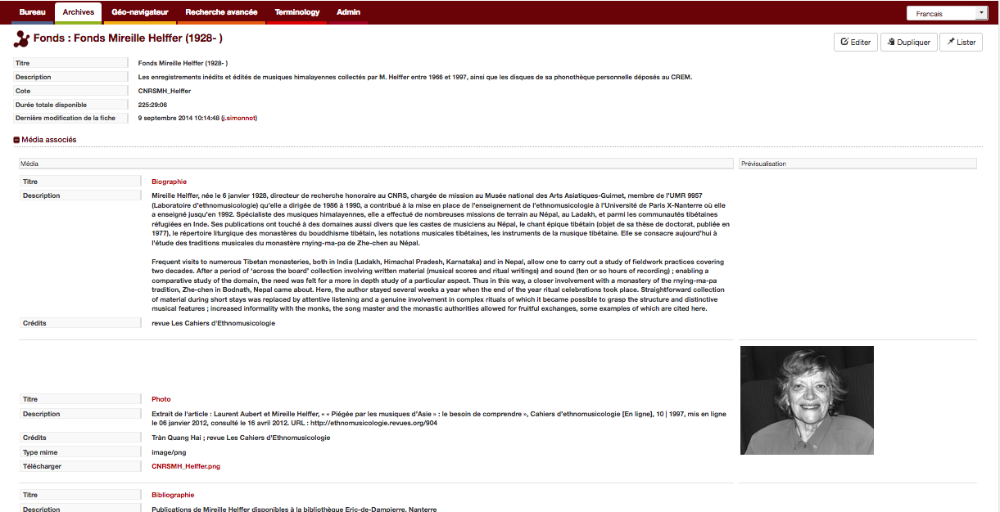 Bureau Archives Géo-navigateur Recherche avancée Terminology Admin Francais
Fonds : Fonds Mireille Helffer (1928- ) Editer Dupliquer Lister
Titre Fonds Mireille Helffer (1928- )
Description Les enregistrements inédits et édités de musiques himalayennes collectés par M. Helffer entre 1966 et 1997, ainsi que les disques de sa phonothèque personnelle déposés au CREM.
Cote CNRSMH_Helffer
Durée totale disponible 225:29:06
Dernière modification de la fiche 9 septembre 2014 10:14:48 (j.simonnot)
Média associés
Média Prévisualisation
Titre Biographie
Description Mireille Helffer, née le 6 janvier 1928, directeur de recherche honoraire au CNRS, chargée de mission au Musée national des Arts Asiatiques-Guimet, membre de l'UMR 9957
(Laboratoire d'ethnomusicologie) qu'elle a dirigée de 1986 à 1990, a contribué à la mise en place de l'enseignement de l'ethnomusicologie à l'Université de Paris X-Nanterre où elle
a enseigné jusqu'en 1992. Spécialiste des musiques himalayennes, elle a effectué de nombreuses missions de terrain au Népal, au Ladakh, et parmi les communautés tibétaines
réfugiées en Inde. Ses publications ont touché à des domaines aussi divers que les castes de musiciens au Népal, le chant épique tibétain (objet de sa thèse de doctorat, publiée en
1977), le répertoire liturgique des monastères du bouddhisme tibétain, les notations musicales tibétaines, les instruments de la musique tibétaine. Elle se consacre aujourd'hui à
l'étude des traditions musicales du monastère rnying-ma-pa de Zhe-chen au Népal.
Frequent visits to numerous Tibetan monasteries, both in India (Ladakh, Himachal Pradesh, Karnataka) and in Nepal, allow one to carry out a study of fieldwork practices covering
two decades. After a period of 'across the board' collection involving written material (musical scores and ritual writings) and sound (ten or so hours of recording) ; enabling a
comparative study of the domain, the need was felt for a more in depth study of a particular aspect. Thus in this way, a closer involvement with a monastery of the rnying-ma-pa
tradition, Zhe-chen in Bodnath, Nepal came about. Here, the author stayed several weeks a year when the end of the year ritual celebrations took place. Straightforward collection
of material during short stays was replaced by attentive listening and a genuine involvement in complex rituals of which it became possible to grasp the structure and distinctive
musical features ; increased informality with the monks, the song master and the monastic authorities allowed for fruitful exchanges, some examples of which are cited here.
Crédits revue Les Cahiers d'Ethnomusicologie
Titre Photo
Description Extrait de l'article : Laurent Aubert et Mireille Helffer, « « Piégée par les musiques d'Asie » : le besoin de comprendre », Cahiers d'ethnomusicologie [En ligne], 10 | 1997, mis en ligne
le 06 janvier 2012, consulté le 16 avril 2012. URL : http://ethnomusicologie.revues.org/904
Crédits Tràn Quang Hai ; revue Les Cahiers d'Ethnomusicologie
Type mime image/png
Télécharger CNRSMH_Helffer.png
Titre Bibliographie
Description Publications de Mireille Helffer disponibles à la bibliothèque Eric-de-Dampierre, Nanterre